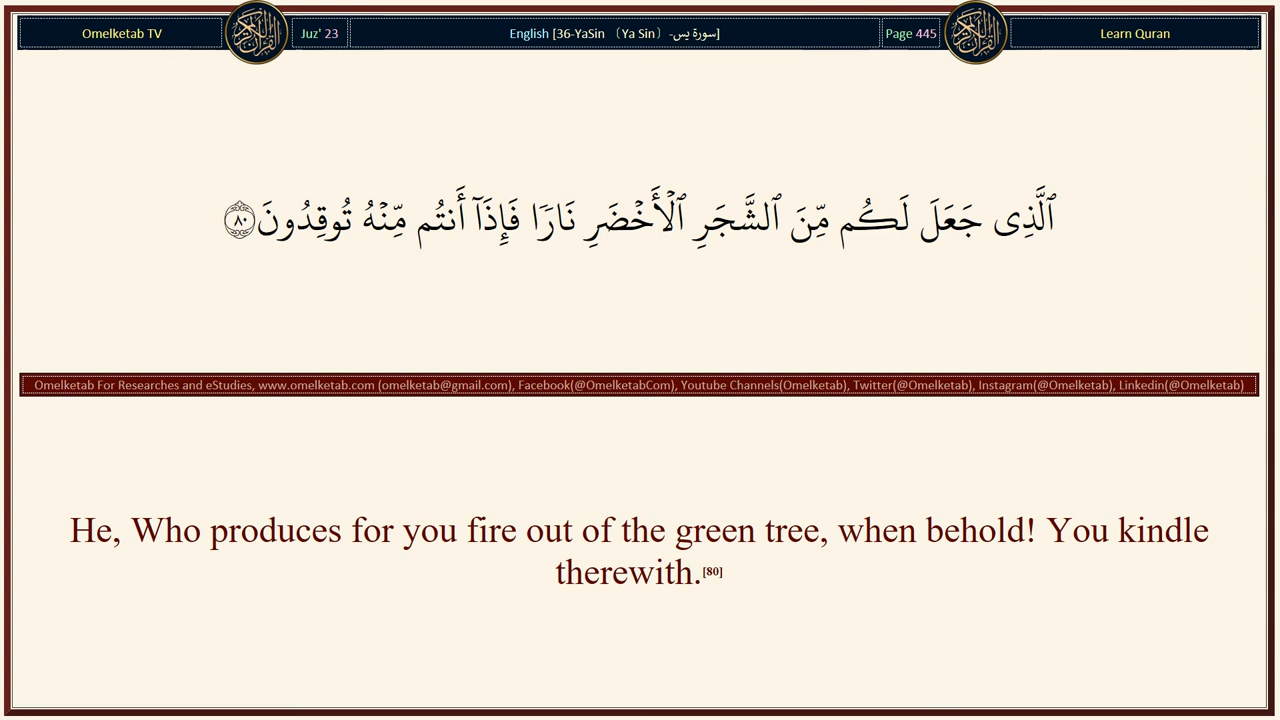 Omelketab TV
Juz' 23
English [36-YaSin （Ya Sin） -سورة يس]
Page 445
Learn Quran
ٱلَّذِى جَعَلَ لَكُم مِّنَ ٱلشَّجَرِ ٱلْأَخْضَرِ نَارًا فَإِذَآ أَنتُم مِّنْهُ تُوقِدُونَ ٨٠
Omelketab For Researches and eStudies, www.omelketab.com (omelketab@gmail.com), Facebook(@OmelketabCom), Youtube Channels(Omelketab), Twitter(@Omelketab), Instagram(@Omelketab), Linkedin(@Omelketab)
He, Who produces for you fire out of the green tree, when behold! You kindle
therewith.[80]